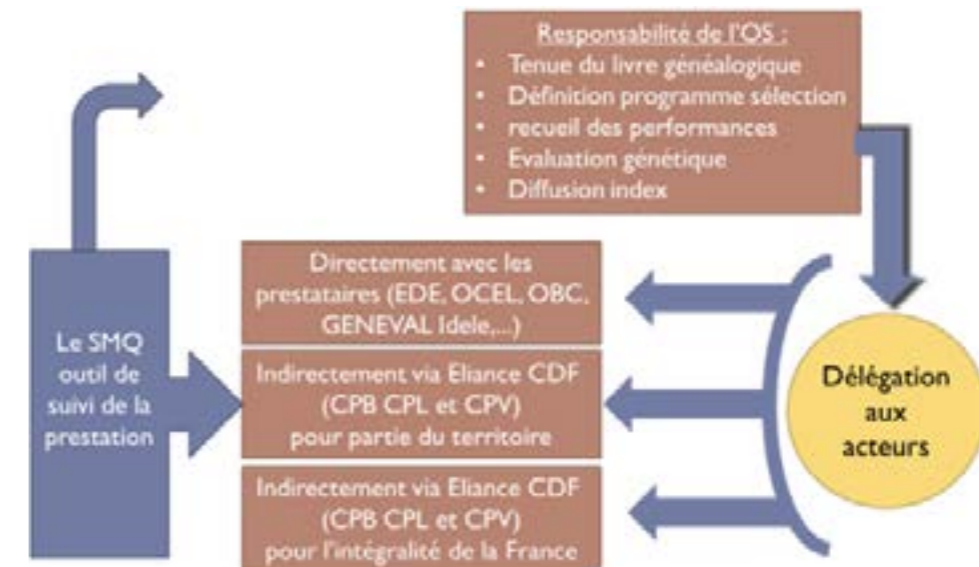 Responsabilité de l'OS :
• Tenue du livre généalogique
• Définition programme sélection
• recueil des performances
• Evaluation génétique
• Diffusion index
Le SMQ
outil de
suivi de la
prestation
Directement avec les
prestataires (EDE, OCEL, OBC,
GENEVAL Idele,...)
Indirectement via Eliance CDF
(CPB CPL et CPV)
pour partie du territoire
Indirectement via Eliance CDF
(CPB CPL et CPV)
pour l'intégralité de la France
Délégation
aux
acteurs